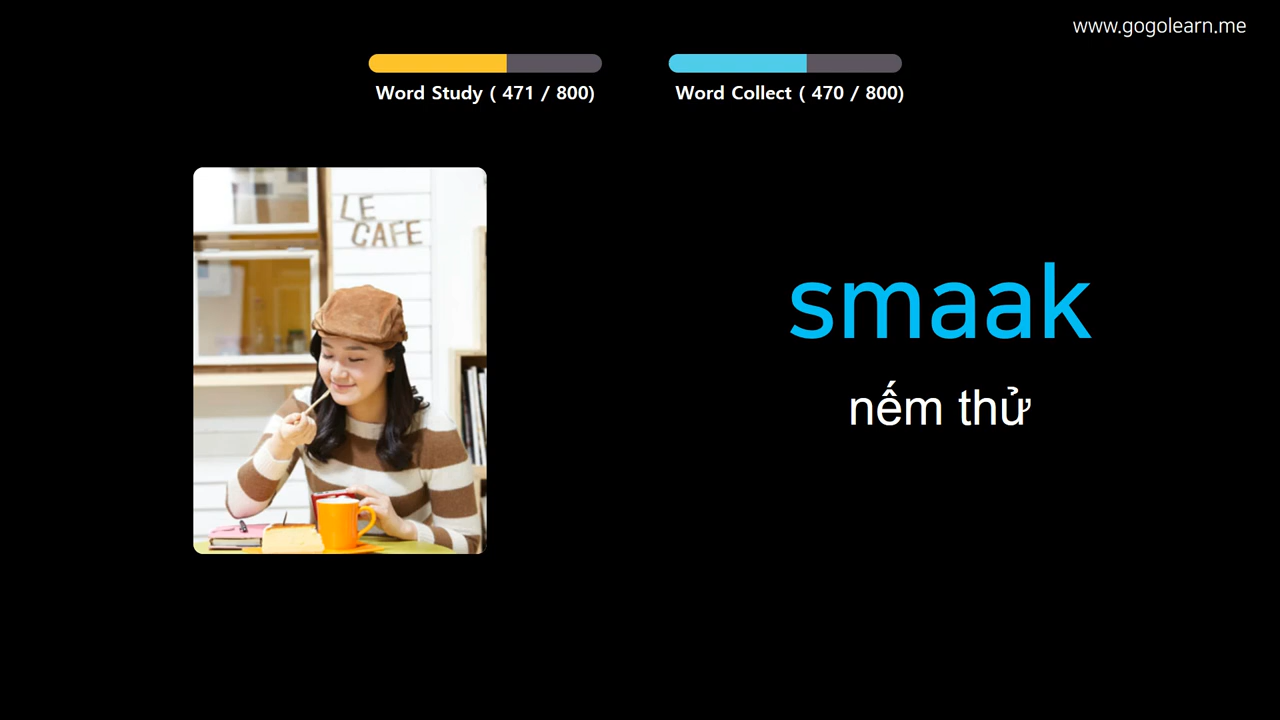 www.gogolearn.me
Word Study ( 471 / 800)
Word Collect ( 470 / 800)
LE
CAFE
smaak
nếm thử